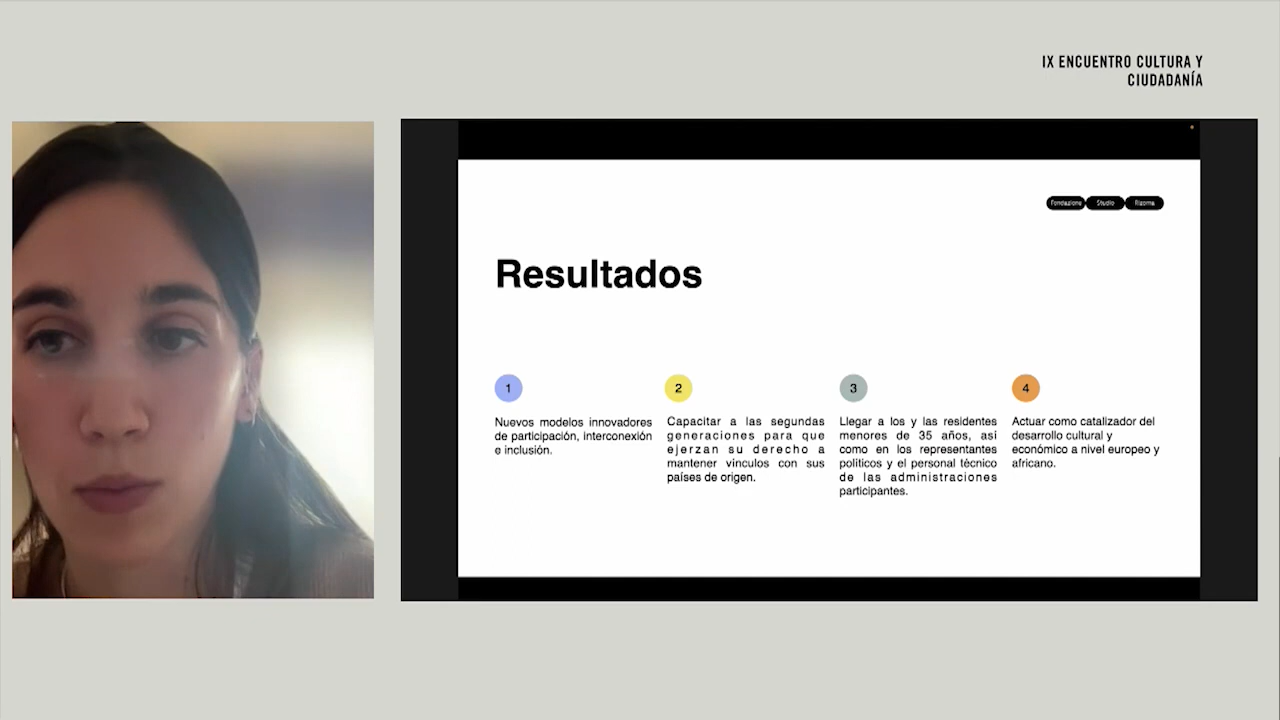 IX ENCUENTRO CULTURA Y
CIUDADANÍA
Fondazione Studio Rizoma
Resultados
1
Nuevos modelos innovadores
de participación, interconexión
e inclusión.
2
Capacitar a las segundas
generaciones para que
ejerzan su derecho a
mantener vínculos con sus
países de origen.
3
Llegar a los y las residentes
menores de 35 años, así
como en los representantes
políticos y el personal técnico
de las administraciones
participantes.
4
Actuar como catalizador del
desarrollo cultural y
económico a nivel europeo y
africano.